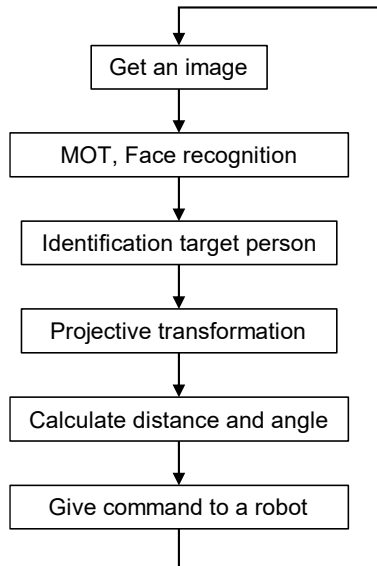 Get an image
MOT, Face recognition
Identification target person
Projective transformation
Calculate distance and angle
Give command to a robot